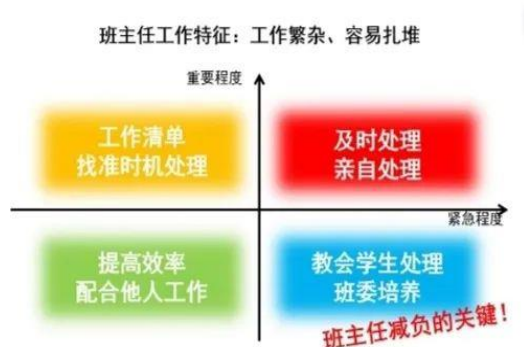 班主任工作特征：工作繁杂、容易扎堆
重要程度
工作清单
找准时机处理
及时处理
亲自处理
紧急程度
提高效率
配合他人工作
教会学生处理
班委培养
班主任减负的关键！